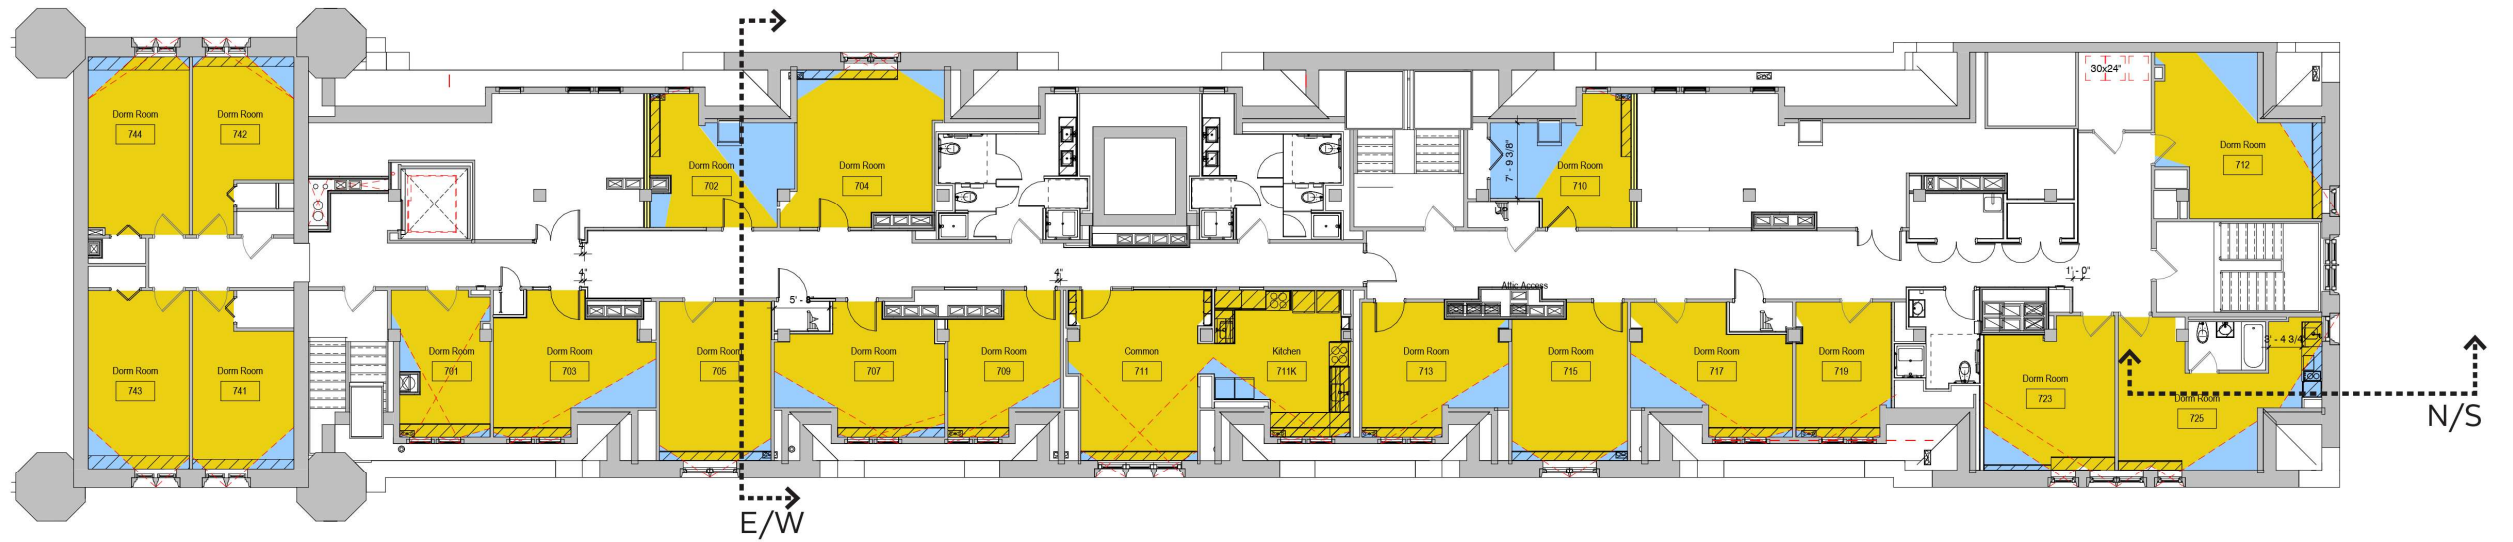 30x24"
Dorm Room
744
Dorm Room
742
Dorm Room
702
Dorm Room
704
7' - 9 3/8"
Dorm Room
710
Dorm Room
712
4"
4"
1' - 0"
5' -
Attic Access
Dorm Room
743
Dorm Room
741
Dorm Room
701
Dorm Room
703
Dorm Room
705
Dorm Room
707
Dorm Room
709
Common
711
Kitchen
711K
Dorm Room
713
Dorm Room
715
Dorm Room
717
Dorm Room
719
Dorm Room
723
3' - 4 3/4"
Dorm Room
725
N/S
E/W